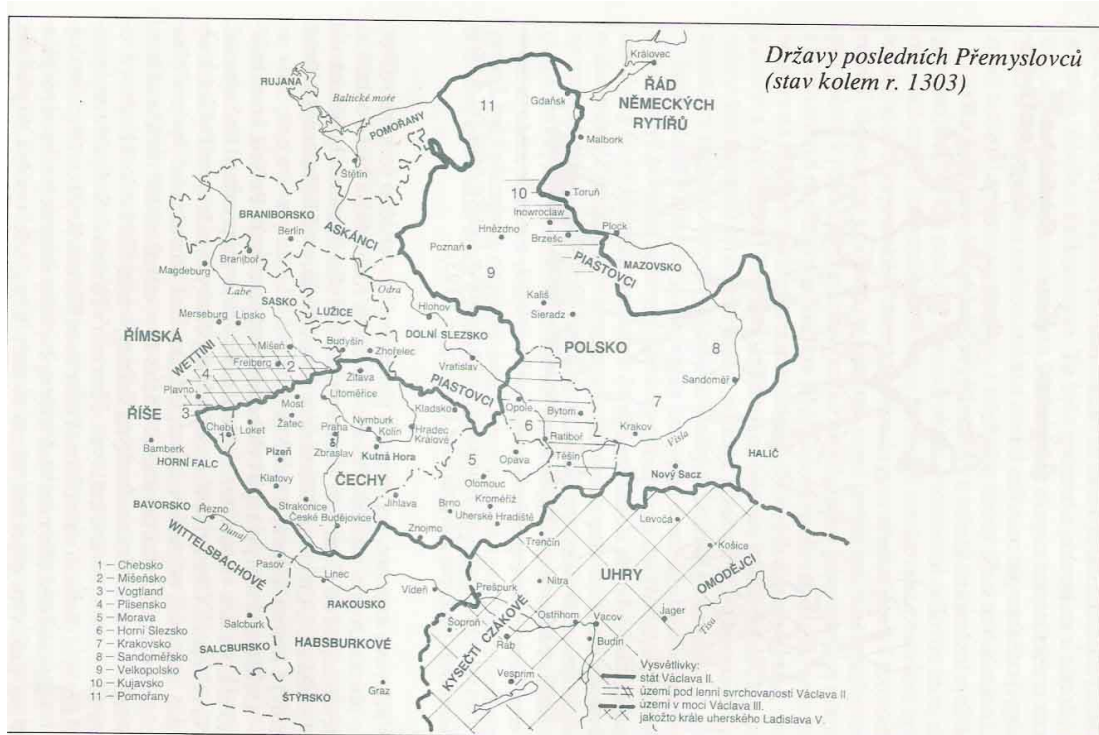 Državy posledních Přemyslovců
(stav kolem r. 1303)
Královec
RUJANA
ŘÁD
NĚMECKÝCH
RYTÍŘŮ
11
Gdaňsk
Baltické moře
POMOŘANY
Malbork
Štětín
10
Toruń
Inowroclaw
BRANIBORSKO
Berlín
ASKÁNCI
Hnězdno
Poznaň
Brzešč
Plock
MAZOVSKO
PIASTOVCI
Braniboř
Magdeburg
9
Labe
Odra
SASKO
LUŽICE
Hlohov
Kališ
Sieradz
Merseburg
Lipsko
ŘÍMSKÁ
DOLNÍ SLEZSKO
POLSKO
WETTINI
4
Míšeň
Freiberg
2
Budyšín
Zhořelec
Vratislav
8
Žitava
PIASTOVCI
Sandoměř
Plavno
3
ŘÍŠE
Most
Litoměřice
Kladsko
Opole
Bytom
7
Cheb
1
Loket
Žatec
Nymburk
Kolín
Hradec
Králové
6
Ratiboř
Krakov
Visla
Praha
Zbraslav
Bamberk
HORNÍ FALC
Plzeň
Kutná Hora
5
Opava
Těšín
Nový Sacz
HALIČ
Klatovy
ČECHY
Olomouc
Strakonice
Jihlava
Brno
Kroměříž
BAVORSKO
Řezno
České Budějovice
Uherské Hradiště
Levoča
Dunaj
Znojmo
Trenčín
Košice
WITTELSBACHOVÉ
Pasov
UHRY
OMODĚJCI
Linec
Vídeň
Prešpurk
Nitra
RAKOUSKO
Ostřihom
Vacov
Jager
Tisa
Salcburk
Soproň
KYSEČTÍ CZÁKOVÉ
Ráb
Budín
SALCBURSKO
HABSBURKOVÉ
Vesprim
Graz
ŠTÝRSKO
1 – Chebsko
2 – Míšeňsko
3 – Vogtland
4 – Plisensko
5 – Morava
6 – Horní Slezsko
7 – Krakovsko
8 – Sandoměřsko
9 – Velkopolsko
10 – Kujavsko
11 – Pomořany
Vysvětlivky:
stát Václava II.
území pod lenní svrchovaností Václava II.
území v moci Václava III.
jakožto krále uherského Ladislava V.